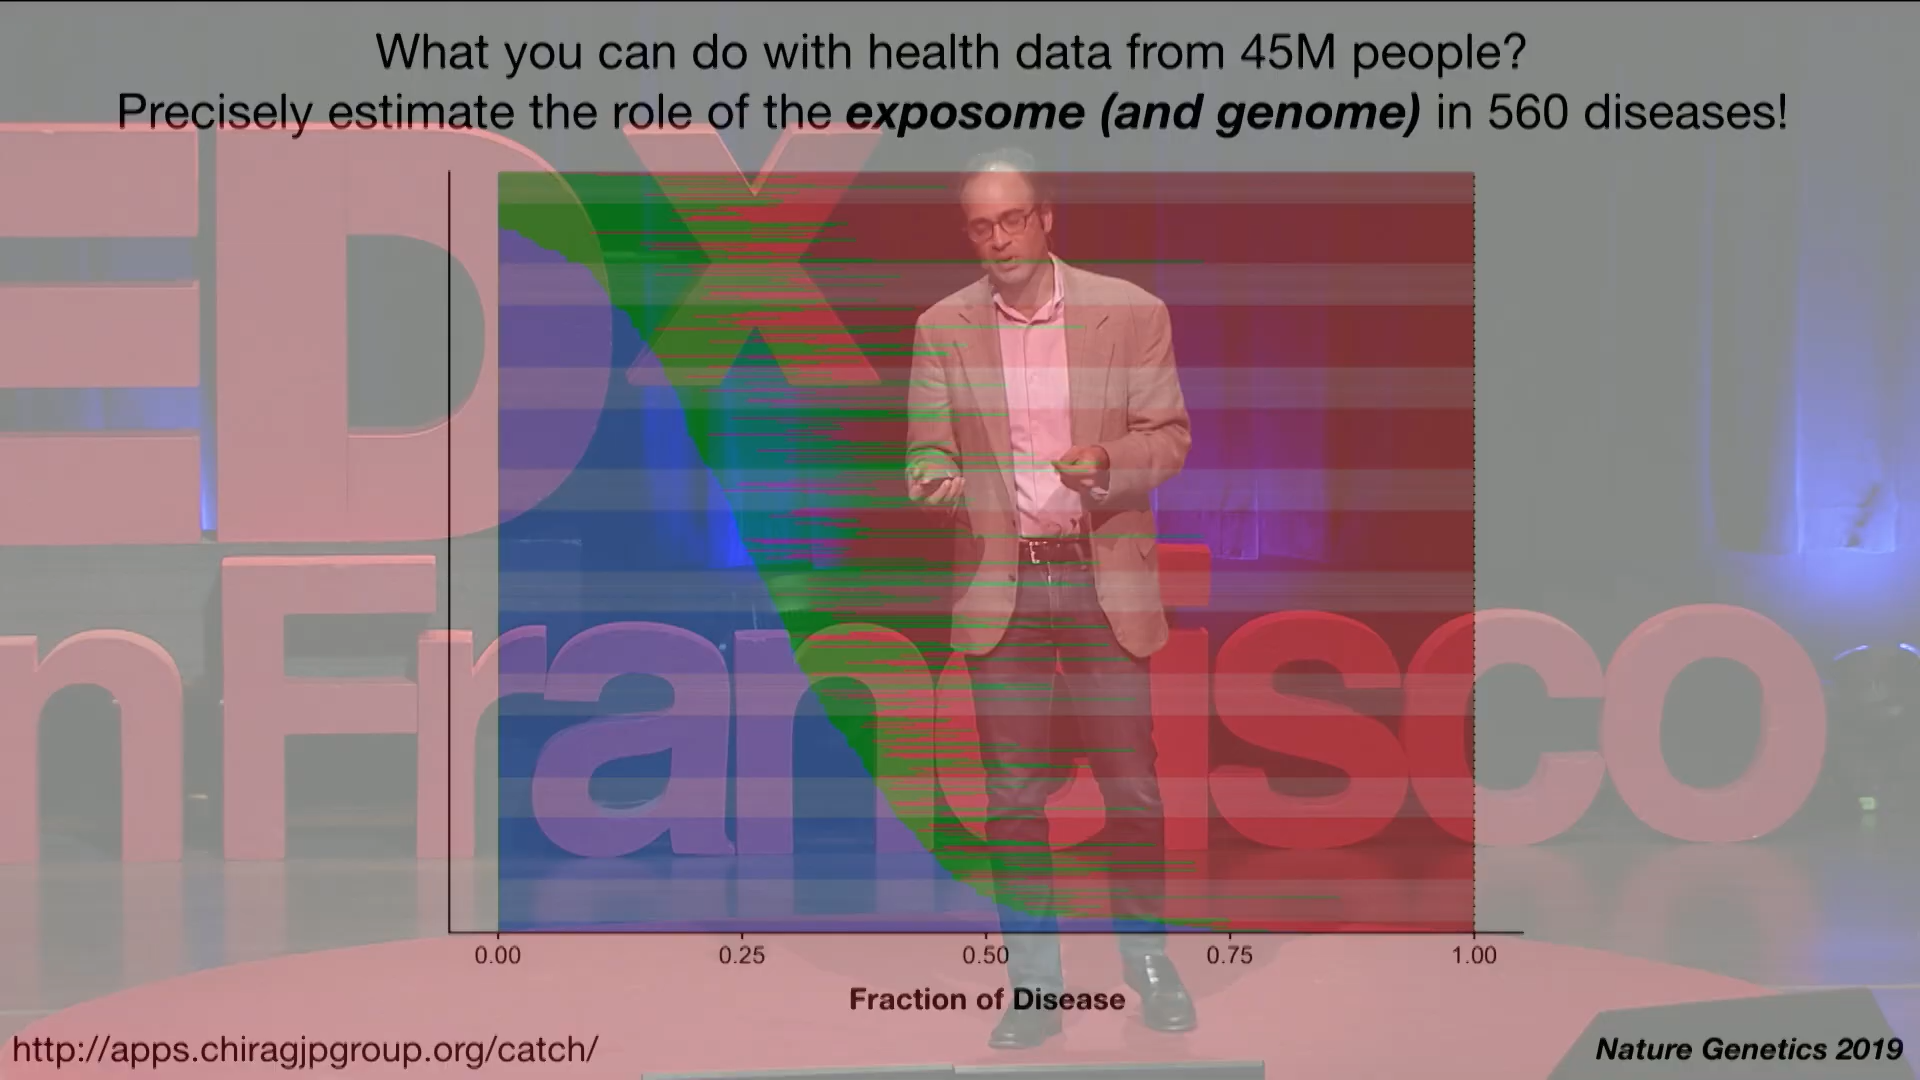 What you can do with health data from 45M people?
Precisely estimate the role of the exposome (and genome) in 560 diseases!
EDx
nFrancisco
0.00 0.25 0.50 0.75 1.00
Fraction of Disease
http://apps.chiragjpgroup.org/catch/
Nature Genetics 2019